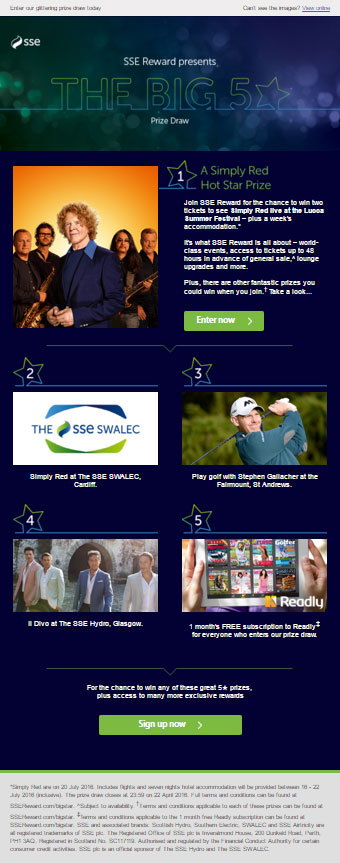 Enter our glittering prize draw today
Can't see the images? View online
sse
SSE Reward presents
THE BIG 5
Prize Draw
1
A Simply Red
Hot Star Prize
Join SSE Reward for the chance to win two
tickets to see Simply Red live at the Lucca
Summer Festival – plus a week's
accommodation.*
It's what SSE Reward is all about – world-
class events, access to tickets up to 48
hours in advance of general sale,^ lounge
upgrades and more.
Plus, there are other fantastic prizes you
could win when you join.† Take a look...
Enter now
2
3
THE sse SWALEC
Simply Red at The SSE SWALEC,
Cardiff.
Play golf with Stephen Gallacher at the
Fairmount, St Andrews.
4
5
Golfer
Readly
Il Divo at The SSE Hydro, Glasgow.
1 month's FREE subscription to Readly‡
for everyone who enters our prize draw.
For the chance to win any of these great 5★ prizes,
plus access to many more exclusive rewards
Sign up now
*Simply Red are on 20 July 2016. Includes flights and seven nights hotel accommodation will be provided between 16 - 22
July 2016 (inclusive). The prize draw closes at 23:59 on 22 April 2016. Full terms and conditions can be found at
SSEReward.com/bigstar. ^Subject to availability. †Terms and conditions applicable to each of these prizes can be found at
SSEReward.com/bigstar. ‡Terms and conditions applicable to the 1 month free Readly subscription can be found at
SSEReward.com/bigstar. SSE and associated brands: Scottish Hydro, Southern Electric, SWALEC and SSE Airtricity are
all registered trademarks of SSE plc. The Registered Office of SSE plc is Inveralmond House, 200 Dunkeld Road, Perth,
PH1 3AQ. Registered in Scotland No. SC117119. Authorised and regulated by the Financial Conduct Authority for certain
consumer credit activities. SSE plc is an official sponsor of The SSE Hydro and The SSE SWALEC.